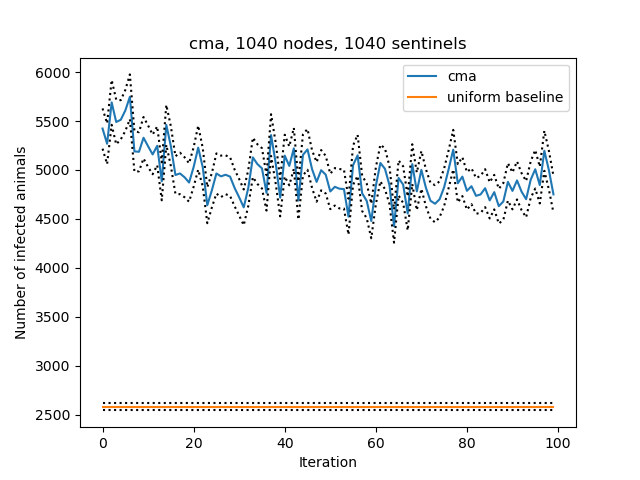 cma, 1040 nodes, 1040 sentinels
cma
uniform baseline
6000
5500
5000
4500
4000
3500
3000
2500
Number of infected animals
0 20 40 60 80 100
Iteration